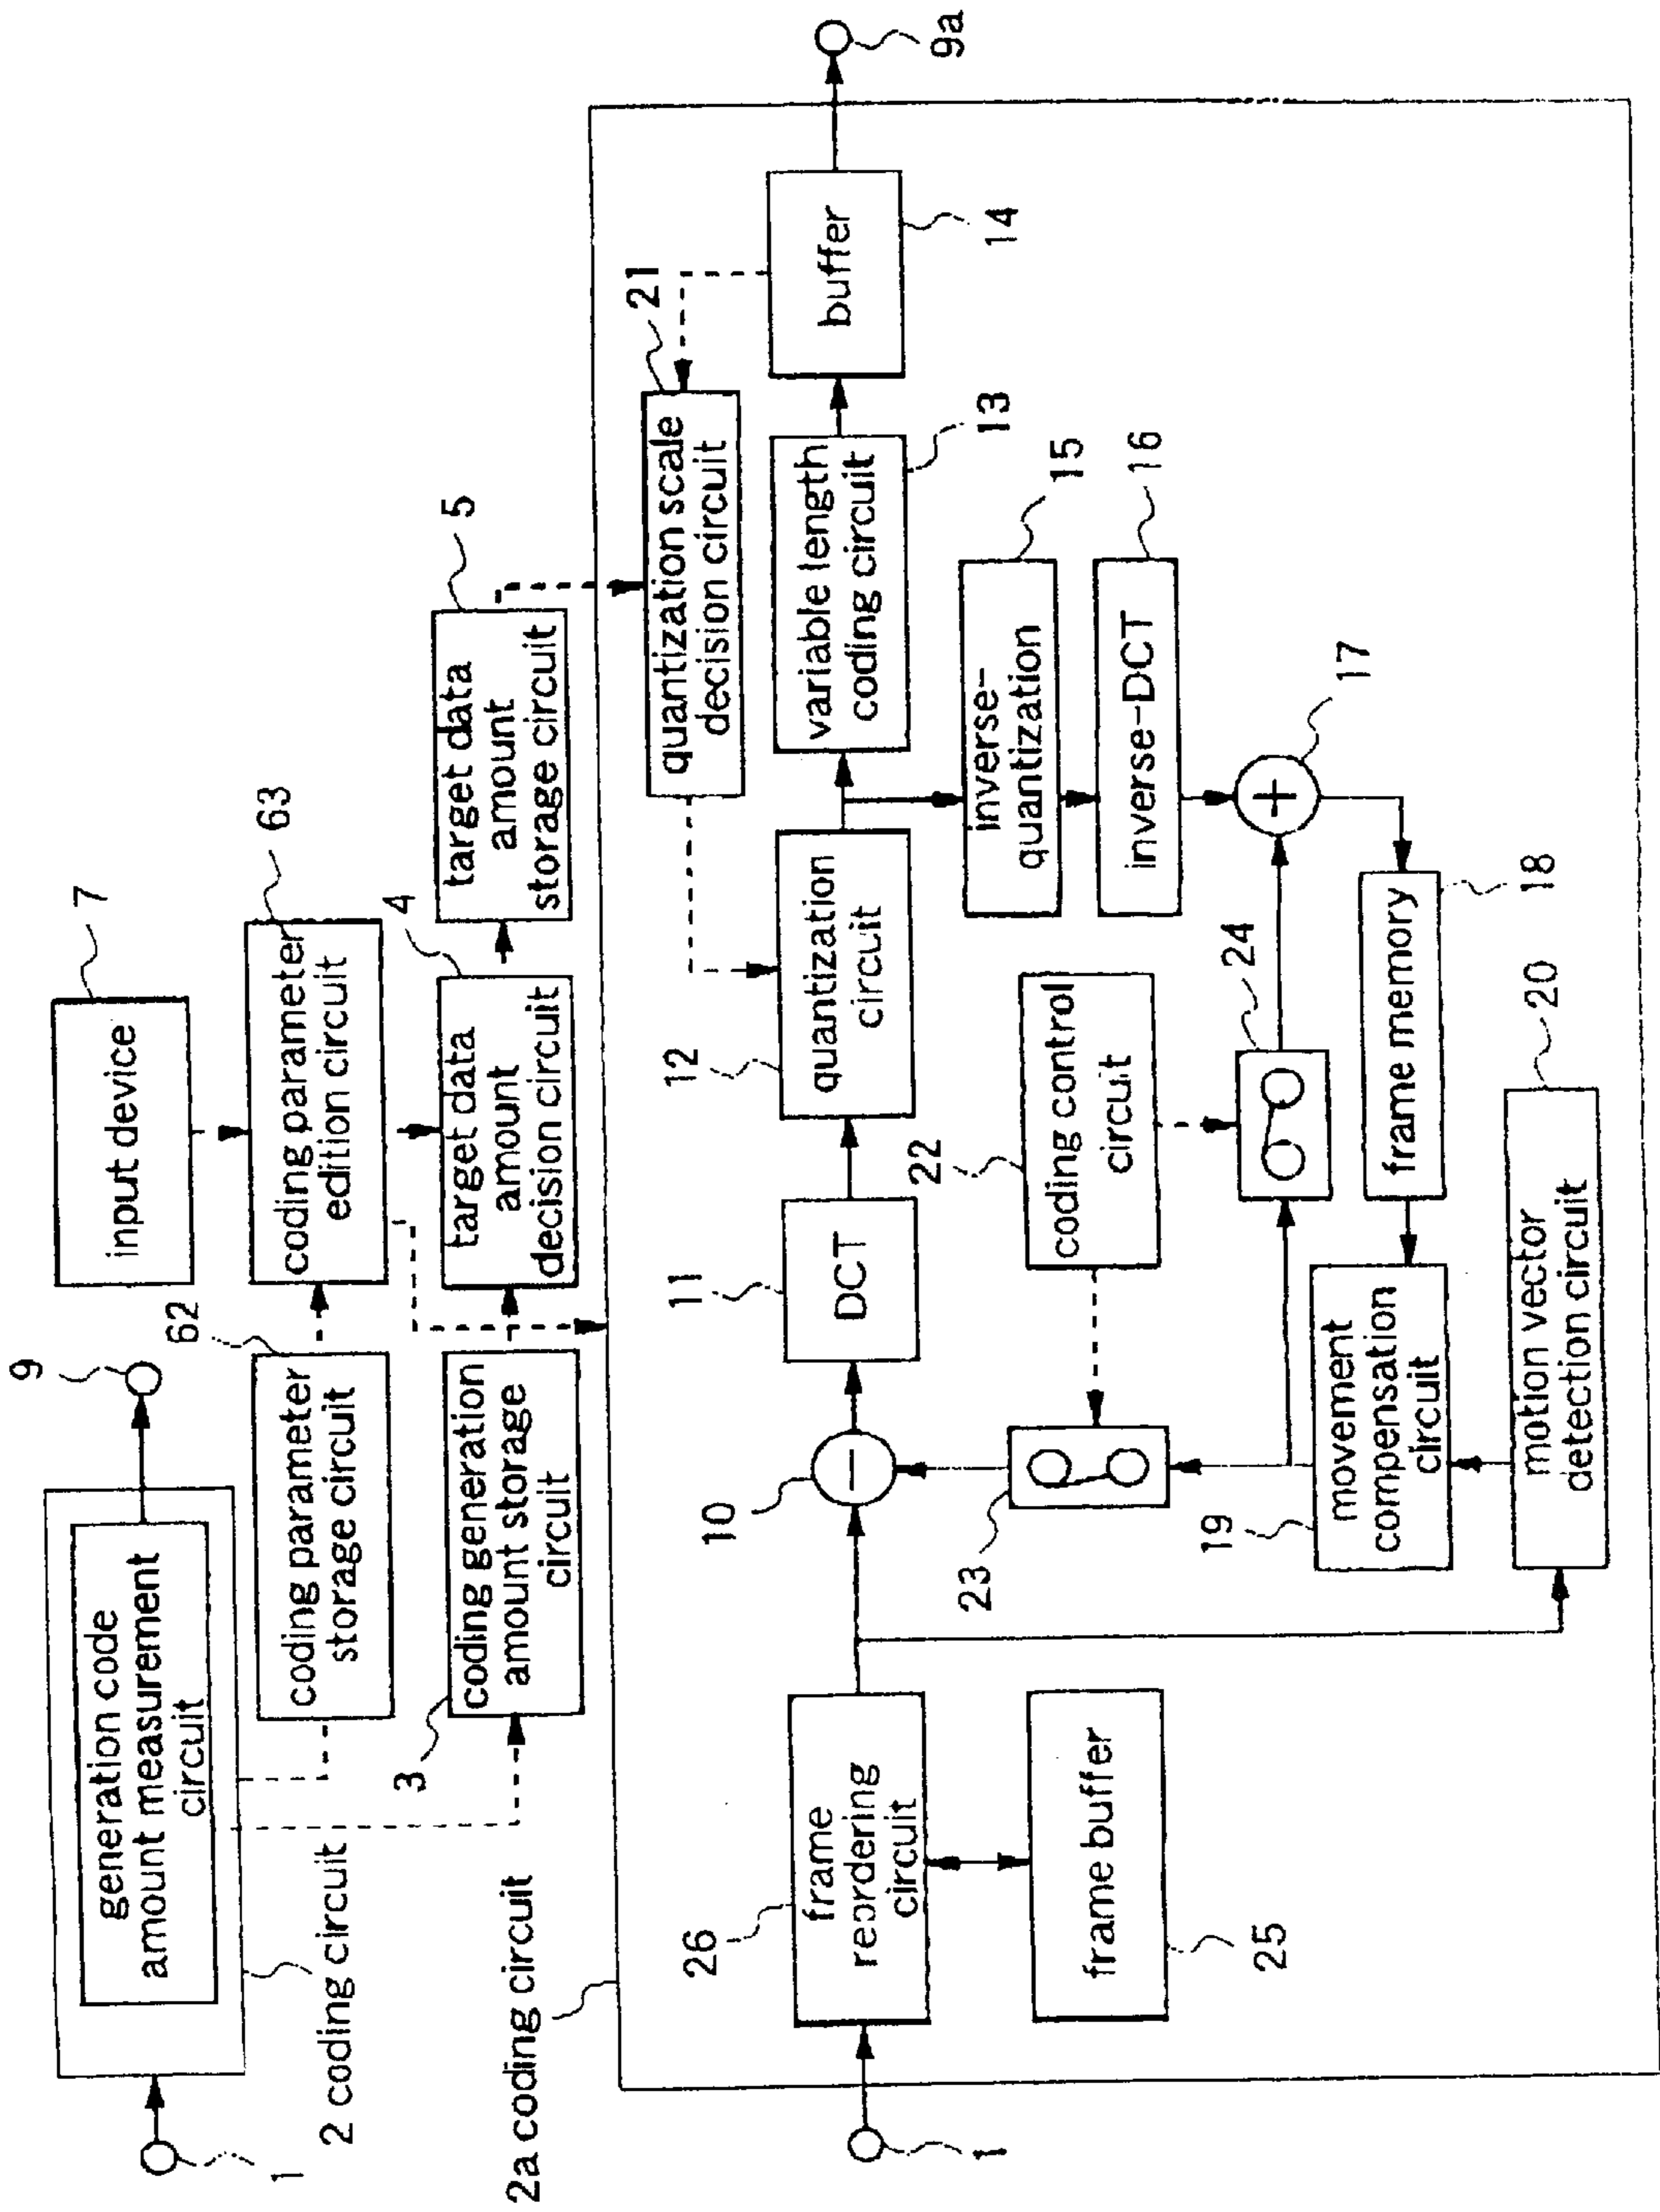 9
7
generation code
amount measurement
circuit
input device
62
63
1
2 coding circuit
coding parameter
storage circuit
coding parameter
edition circuit
4
5
3
coding generation
amount storage
circuit
target data
amount
decision circuit
target data
amount
storage circuit
2a coding circuit
21
quantization scale
decision circuit
26
10
11
12
9a
1
frame
reordering
circuit
DCT
quantization
circuit
variable length
coding circuit
buffer
13
14
frame buffer
25
23
22
coding control
circuit
inverse-
quantization
15
inverse-DCT
16
24
17
19
movement
compensation
circuit
frame memory
18
motion vector
detection circuit
20